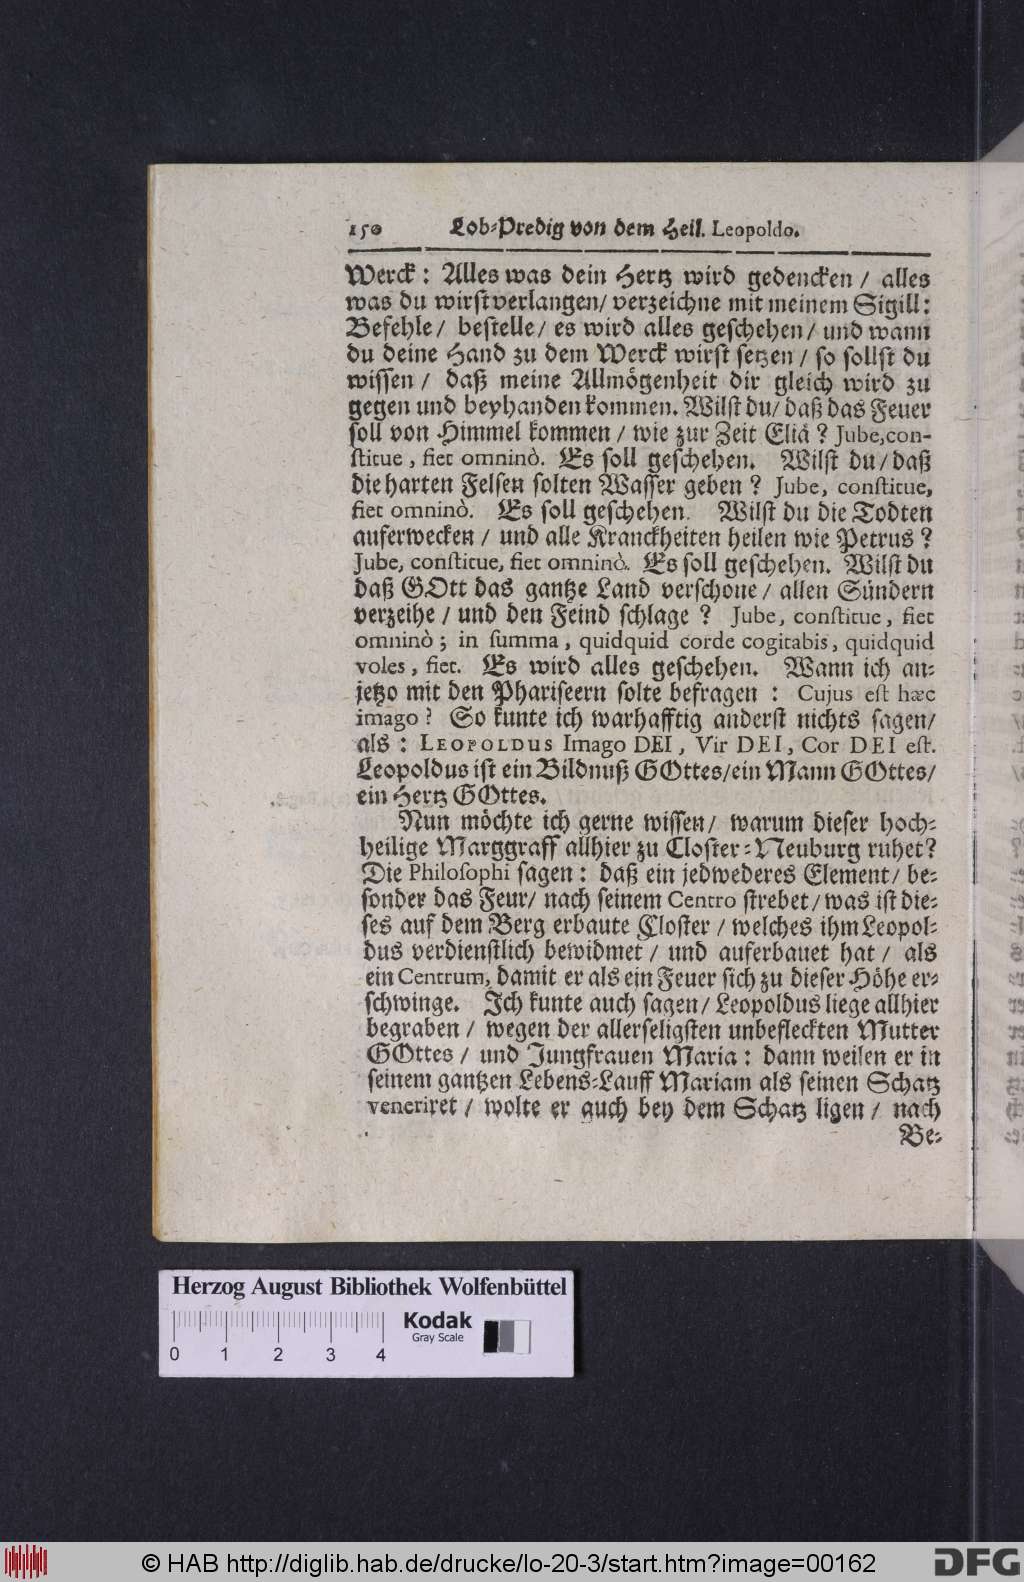 150 Lob-Predig von dem Heil. Leopoldo.
Werck: Alles was dein Hertz wird gedencken / alles
was du wirst verlangen / verzeichne mit meinem Sigill:
Befehle / bestelle / es wird alles geschehen / und wann
du deine Hand zu dem Werck wirst setzen / so sollst du
wissen / daß meine Allmögenheit dir gleich wird zu
gegen und beyhanden kommen. Wilst du / daß das Feuer
soll von Himmel kommen / wie zur Zeit Eliä? Jube, con-
stitue, fiet omninò. Es soll geschehen. Wilst du / daß
die harten Felsen solten Wasser geben? Jube, constitue,
fiet omninò. Es soll geschehen. Wilst du die Todten
auferwecken / und alle Kranckheiten heilen wie Petrus?
Jube, constitue, fiet omninò. Es soll geschehen. Wilst du
daß GOtt das gantze Land verschone / allen Sündern
verzeihe / und den Feind schlage? Jube, constitue, fiet
omninò; in summa, quidquid corde cogitabis, quidquid
voles, fiet. Es wird alles geschehen. Wann ich an-
jetzo mit den Phariseern solte befragen: Cujus est hæc
imago? So kunte ich warhafftig anderst nichts sagen /
als: LEOPOLDUS Imago DEI, Vir DEI, Cor DEI est.
Leopoldus ist ein Bildnuß GOttes / ein Mann GOttes /
ein Hertz GOttes.
Nun möchte ich gerne wissen / warum dieser hoch-
heilige Marggraff allhier zu Closter-Neuburg ruhet?
Die Philosophi sagen: daß ein jedwederes Element / be-
sonder das Feur / nach seinem Centro strebet / was ist die-
ses auf dem Berg erbaute Closter / welches ihm Leopol-
dus verdienstlich bewidmet / und auferbauet hat / als
ein Centrum, damit er als ein Feuer sich zu dieser Höhe er-
schwinge. Ich kunte auch sagen / Leopoldus liege allhier
begraben / wegen der allerseligsten unbefleckten Mutter
GOttes / und Jungfrauen Maria: dann weilen er in
seinem gantzen Lebens-Lauff Mariam als seinen Schatz
veneriret / wolte er auch bey dem Schatz ligen / nach
Be-
Herzog August Bibliothek Wolfenbüttel
Kodak
Gray Scale
0 1 2 3 4
© HAB http://diglib.hab.de/drucke/lo-20-3/start.htm?image=00162
DFG